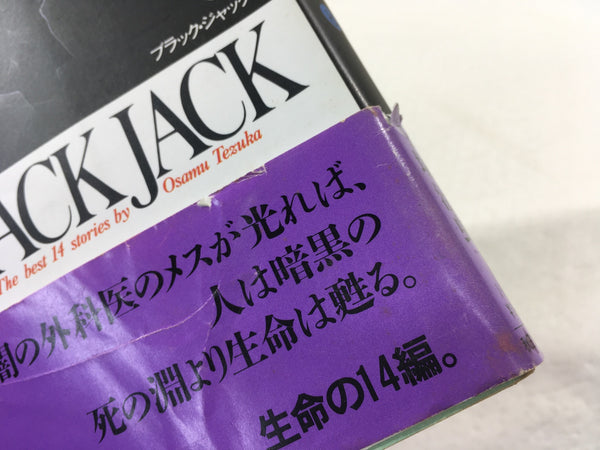 ブラック・ジャック
ACK JACK
The best 14 stories by Osamu Tezuka
闇の外科医のメスが光れば、
人は暗黒の
死の淵より生命は甦る。
生命の14編。